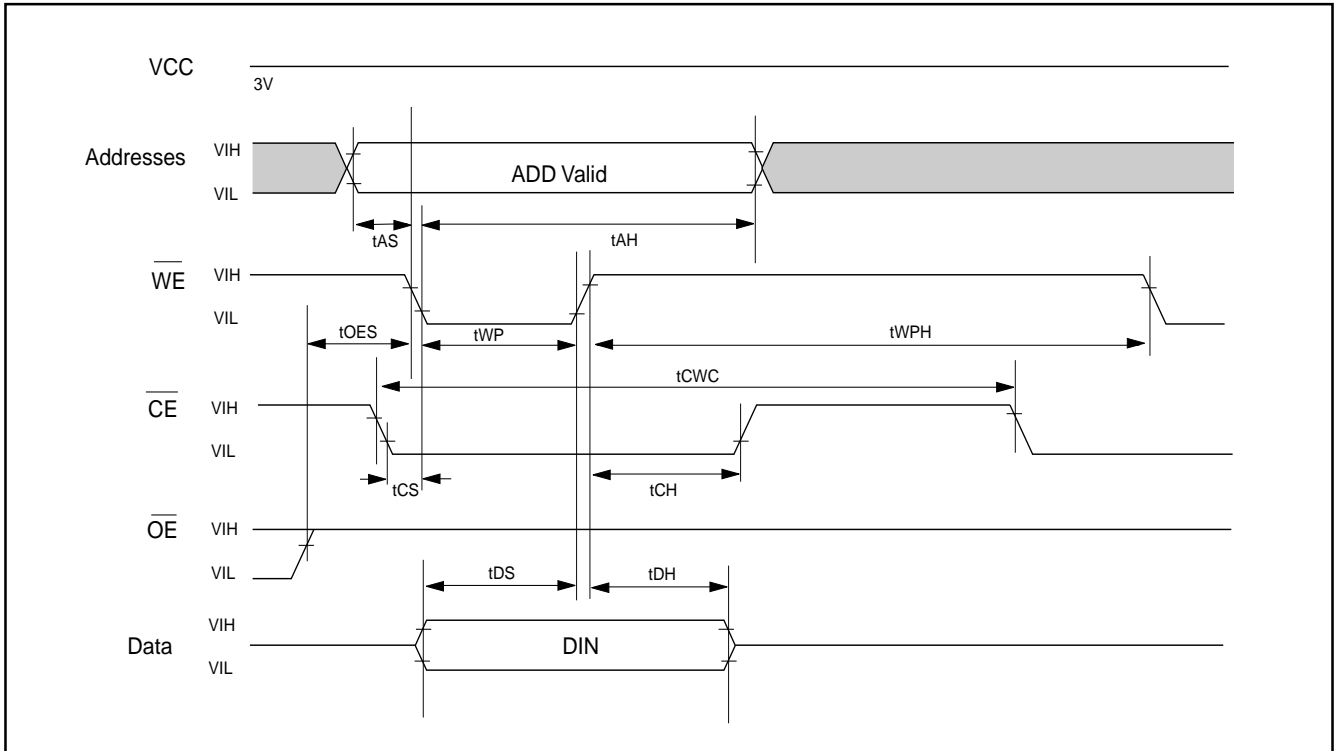 VCC
3V
Addresses
VIH
VIL
ADD Valid
tAS
tAH
WE
VIH
VIL
tOES
tWP
tWPH
tCWC
CE
VIH
VIL
tCS
tCH
OE
VIH
VIL
tDS
tDH
Data
VIH
VIL
DIN